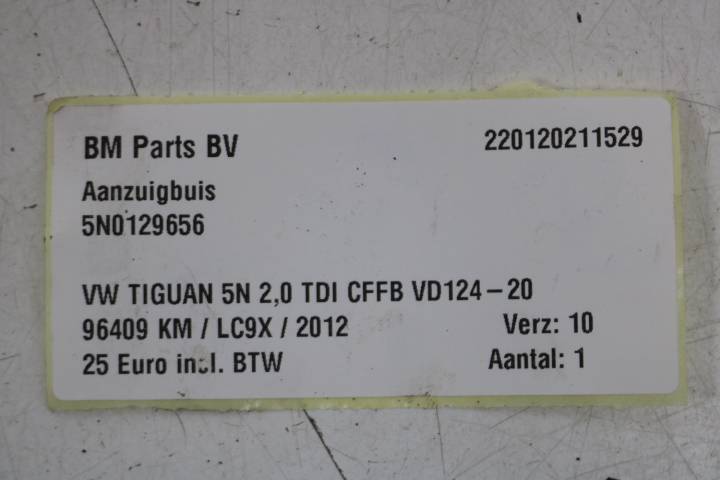 BM Parts BV 220120211529
Aanzuigbuis
5N0129656
VW TIGUAN 5N 2,0 TDI CFFB VD124-20
96409 KM / LC9X / 2012 Verz: 10
25 Euro incl. BTW Aantal: 1